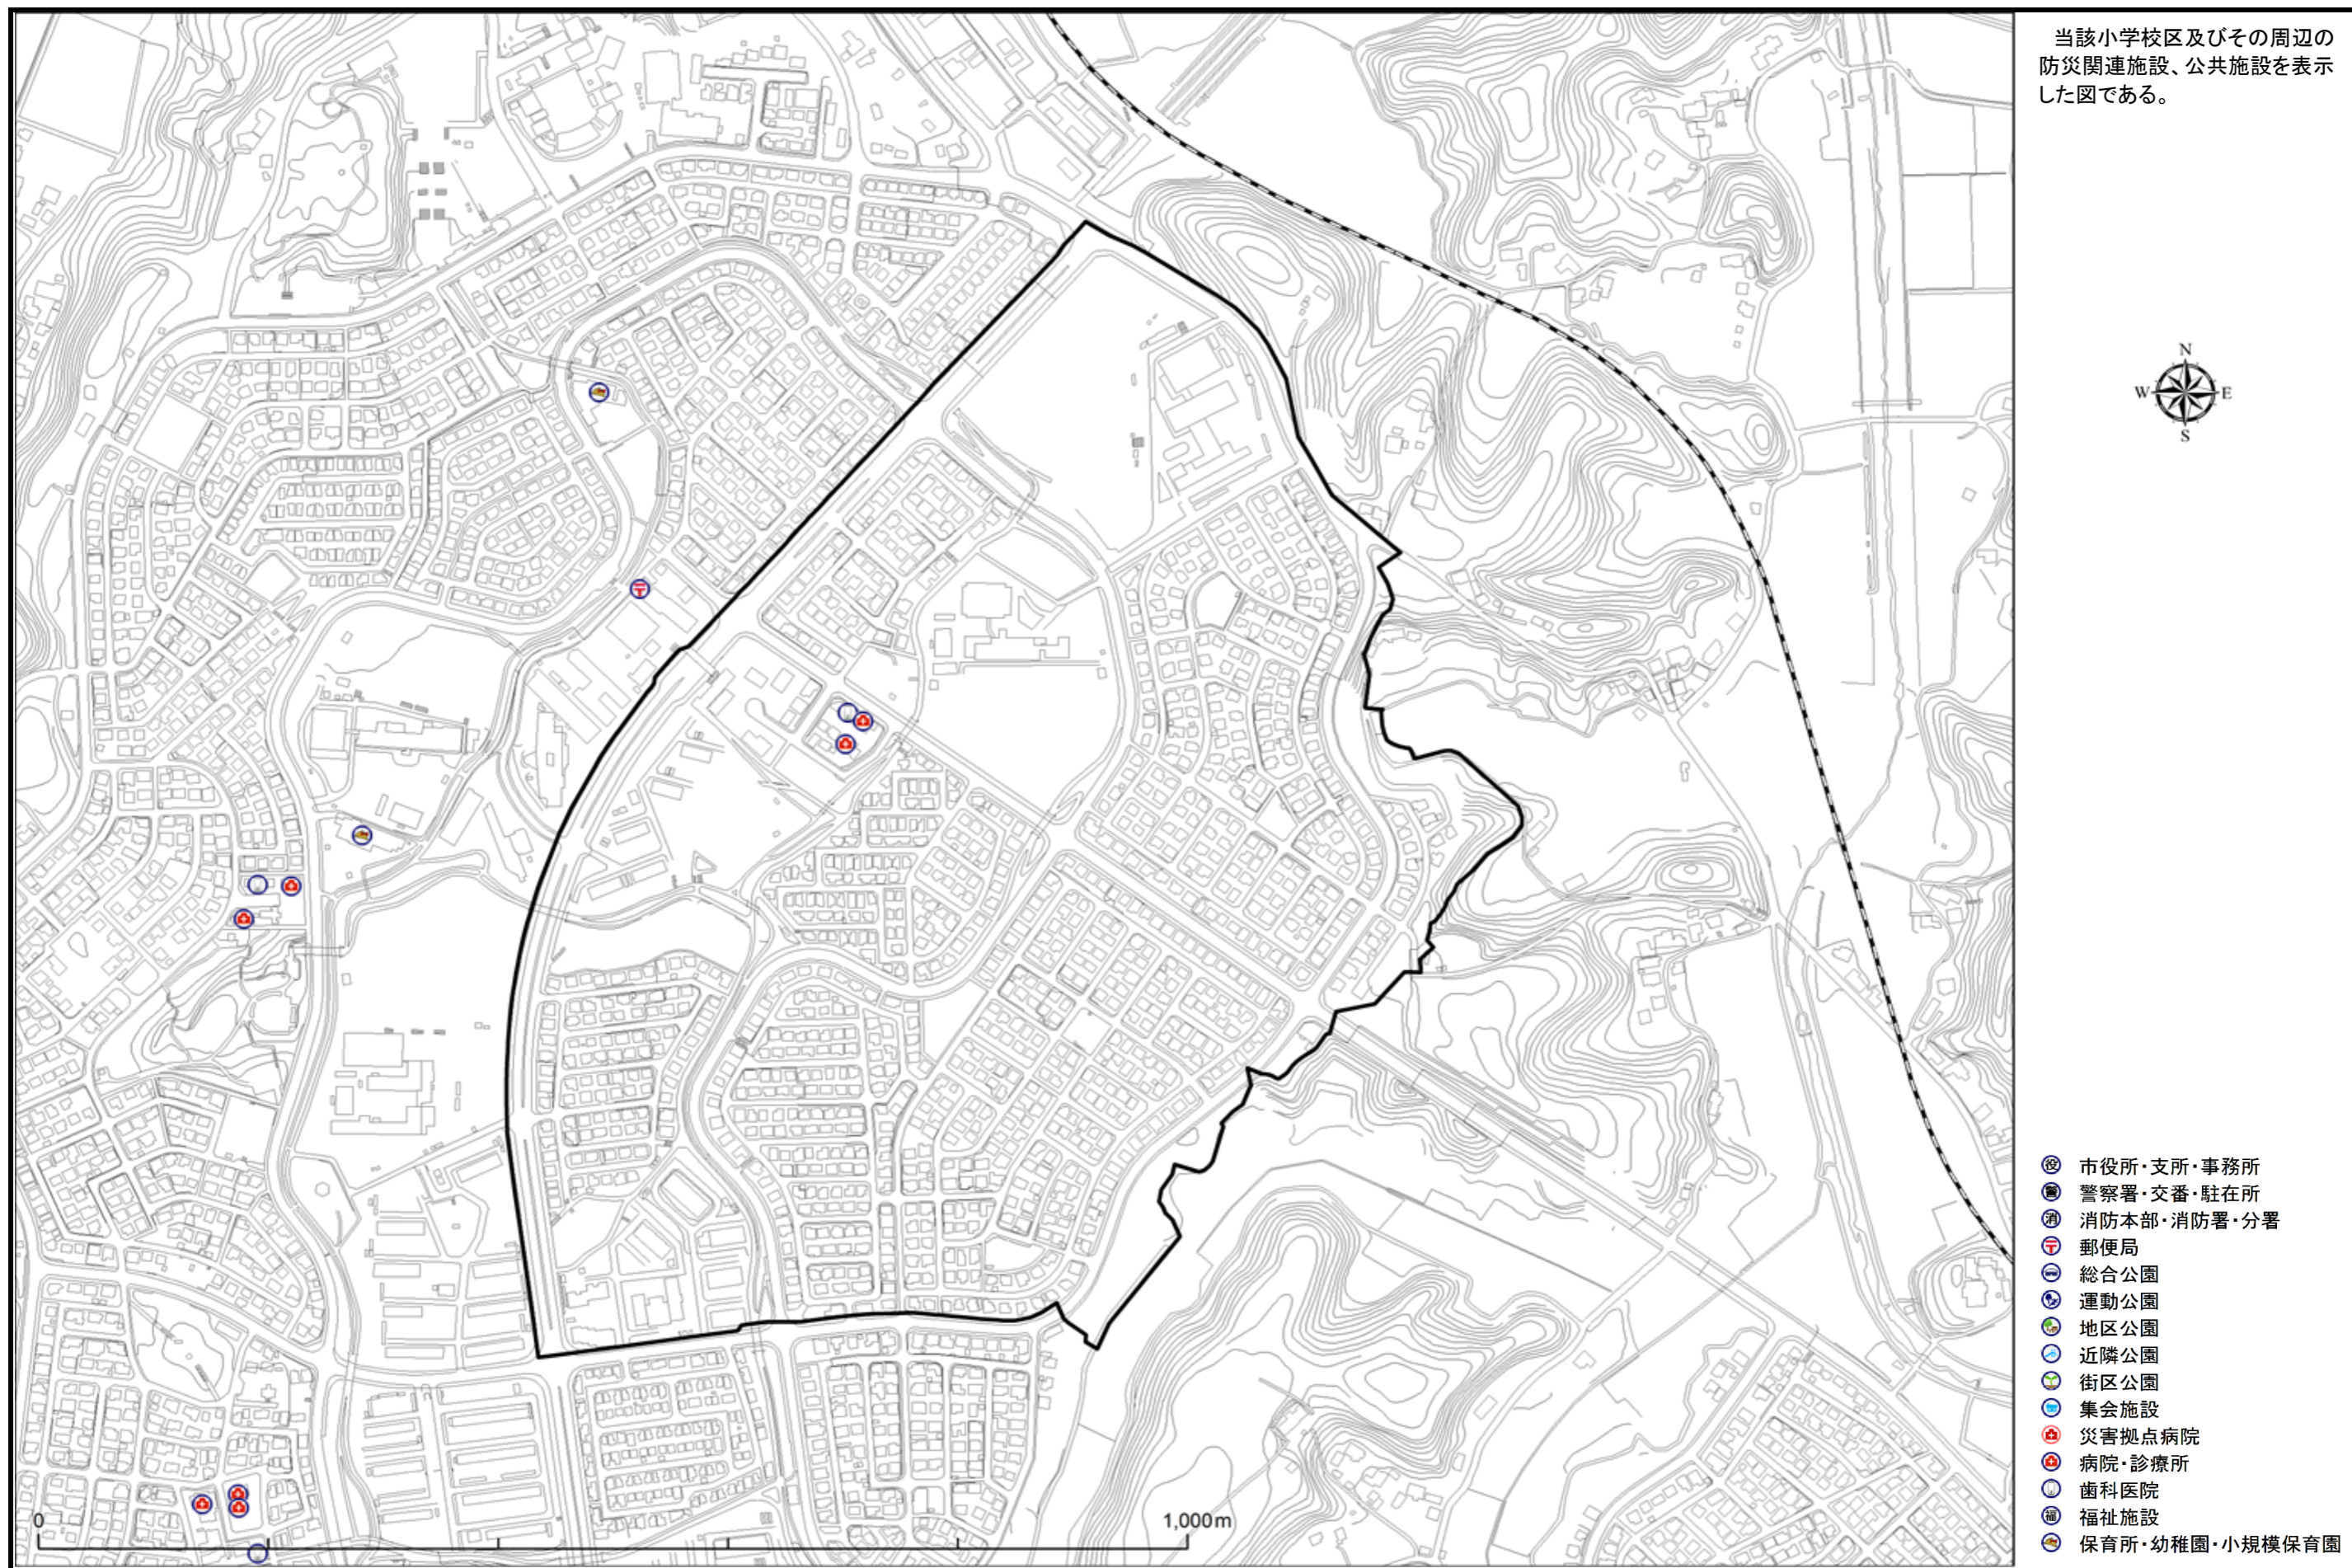 当該小学校区及びその周辺の
防災関連施設、公共施設を表示
した図である。
N
W E
S
役 市役所・支所・事務所
警 警察署・交番・駐在所
消 消防本部・消防署・分署
郵便局
総合公園
運動公園
地区公園
近隣公園
街区公園
集会施設
災害拠点病院
病院・診療所
歯科医院
福 福祉施設
保育所・幼稚園・小規模保育園
0 1,000m